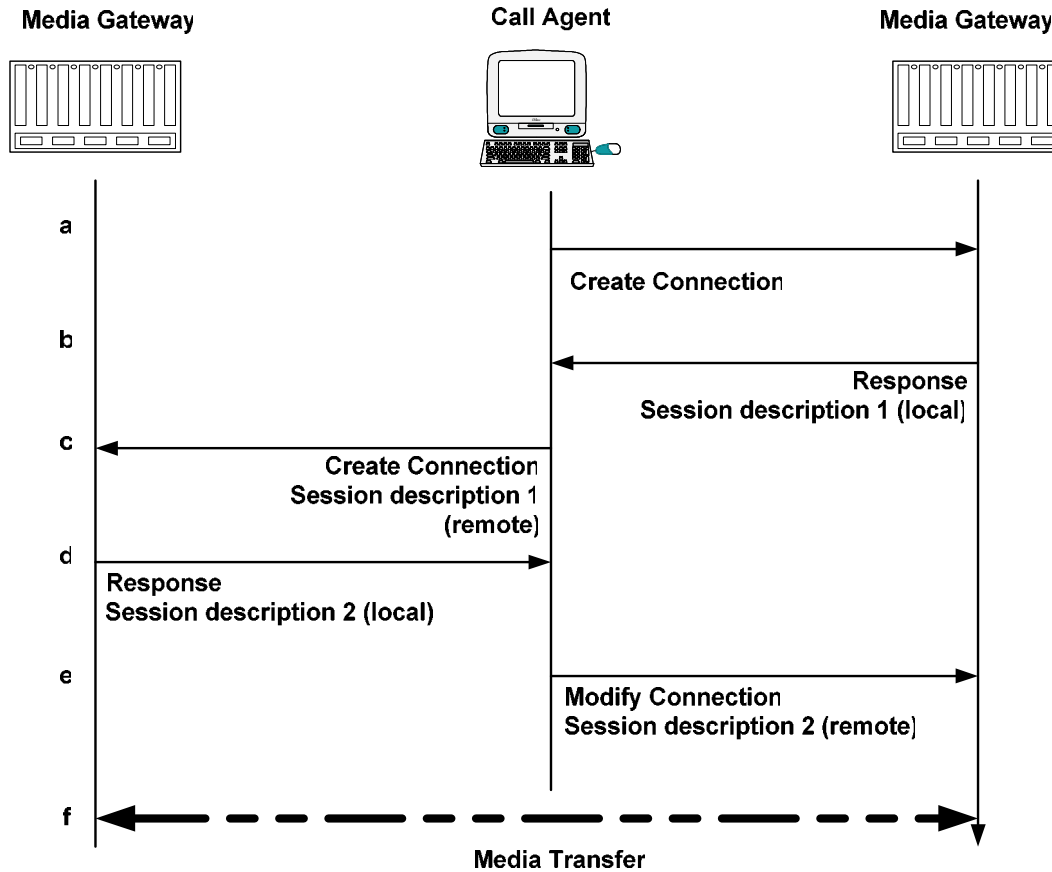 Media Gateway
Call Agent
Media Gateway
a
Create Connection
b
Response
Session description 1 (local)
c
Create Connection
Session description 1
(remote)
d
Response
Session description 2 (local)
e
Modify Connection
Session description 2 (remote)
f
Media Transfer